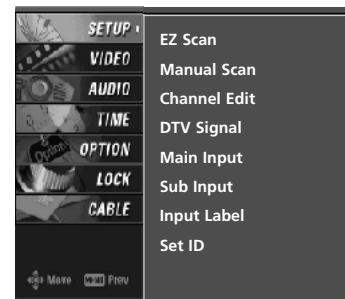 SETUP
VIDEO
AUDIO
TIME
OPTION
LOCK
CABLE
Move MENU Prev
EZ Scan
Manual Scan
Channel Edit
DTV Signal
Main Input
Sub Input
Input Label
Set ID